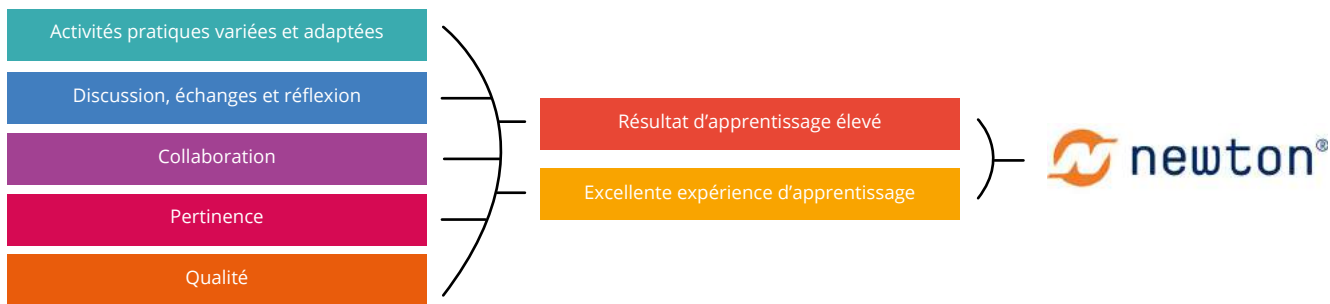 Activités pratiques variées et adaptées
Discussion, échanges et réflexion
Collaboration
Pertinence
Qualité
Résultat d’apprentissage élevé
Excellente expérience d’apprentissage
newton®